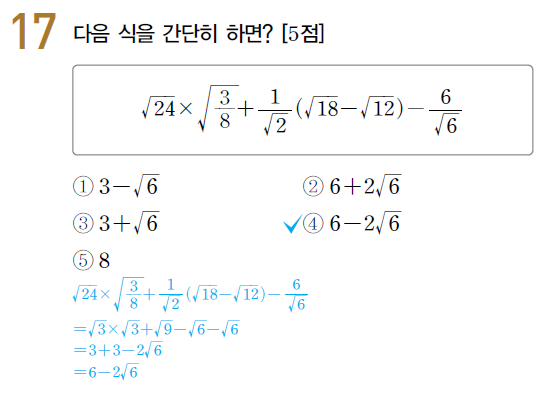 17 다음 식을 간단히 하면? [5점]
√24×√(3/8)+1/√2(√18−√12)−6/√6
① 3−√6 ② 6+2√6
③ 3+√6 ✓④ 6−2√6
⑤ 8
√24×√(3/8)+1/√2(√18−√12)−6/√6
=√3×√3+√9−√6−√6
=3+3−2√6
=6−2√6